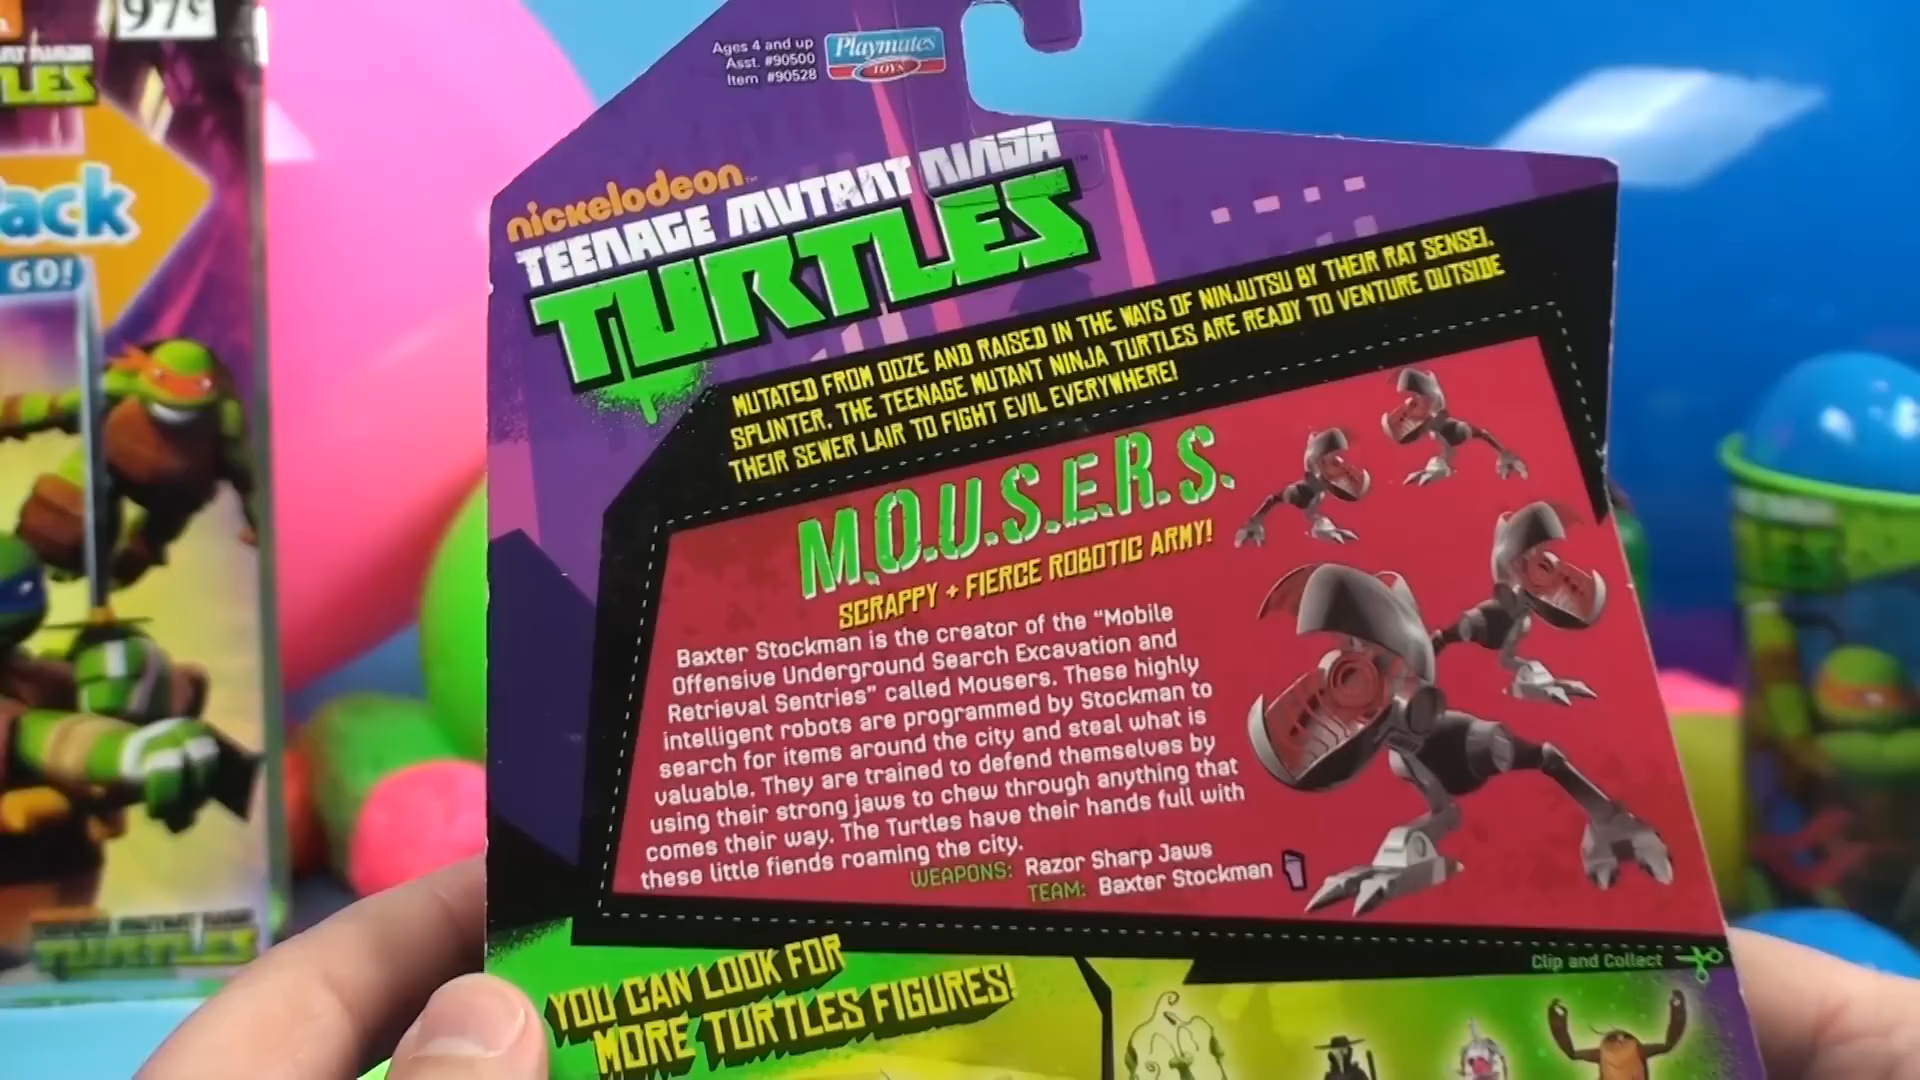 97¢
TLES
ack
GO!
Ages 4 and up
Asst. #90500
Item #90528
Playmates
TOYS
nickelodeon™
TEENAGE MUTANT NINJA
TURTLES
MUTATED FROM OOZE AND RAISED IN THE WAYS OF NINJUTSU BY THEIR RAT SENSEI,
SPLINTER, THE TEENAGE MUTANT NINJA TURTLES ARE READY TO VENTURE OUTSIDE
THEIR SEWER LAIR TO FIGHT EVIL EVERYWHERE!
M.O.U.S.E.R.S.
SCRAPPY + FIERCE ROBOTIC ARMY!
Baxter Stockman is the creator of the “Mobile
Offensive Underground Search Excavation and
Retrieval Sentries” called Mousers. These highly
intelligent robots are programmed by Stockman to
search for items around the city and steal what is
valuable. They are trained to defend themselves by
using their strong jaws to chew through anything that
comes their way. The Turtles have their hands full with
these little fiends roaming the city.
WEAPONS: Razor Sharp Jaws
TEAM: Baxter Stockman
Clip and Collect
YOU CAN LOOK FOR
MORE TURTLES FIGURES!